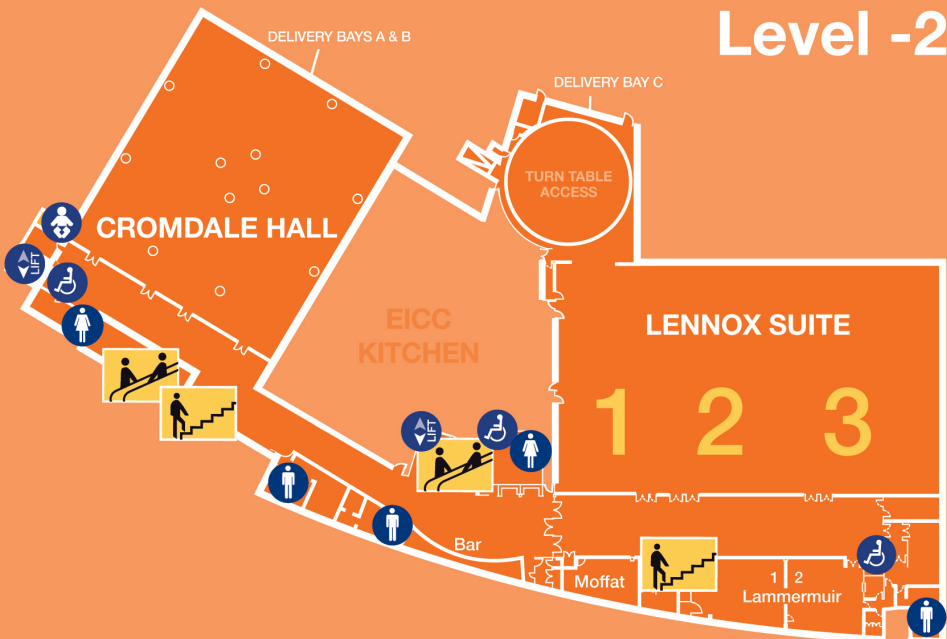 Level -2
DELIVERY BAYS A & B
DELIVERY BAY C
TURN TABLE
ACCESS
CROMDALE HALL
LIFT
EICC
KITCHEN
LENNOX SUITE
1 2 3
LIFT
Bar
Moffat
1 2
Lammermuir